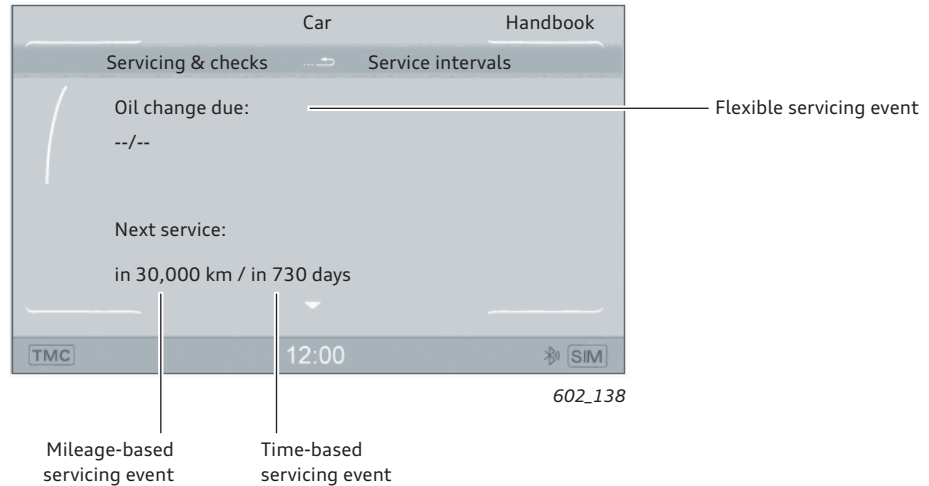 Car
Handbook
Servicing & checks
Service intervals
Oil change due:
Flexible servicing event
--/--
Next service:
in 30,000 km / in 730 days
TMC
12:00
SIM
602_138
Mileage-based
servicing event
Time-based
servicing event